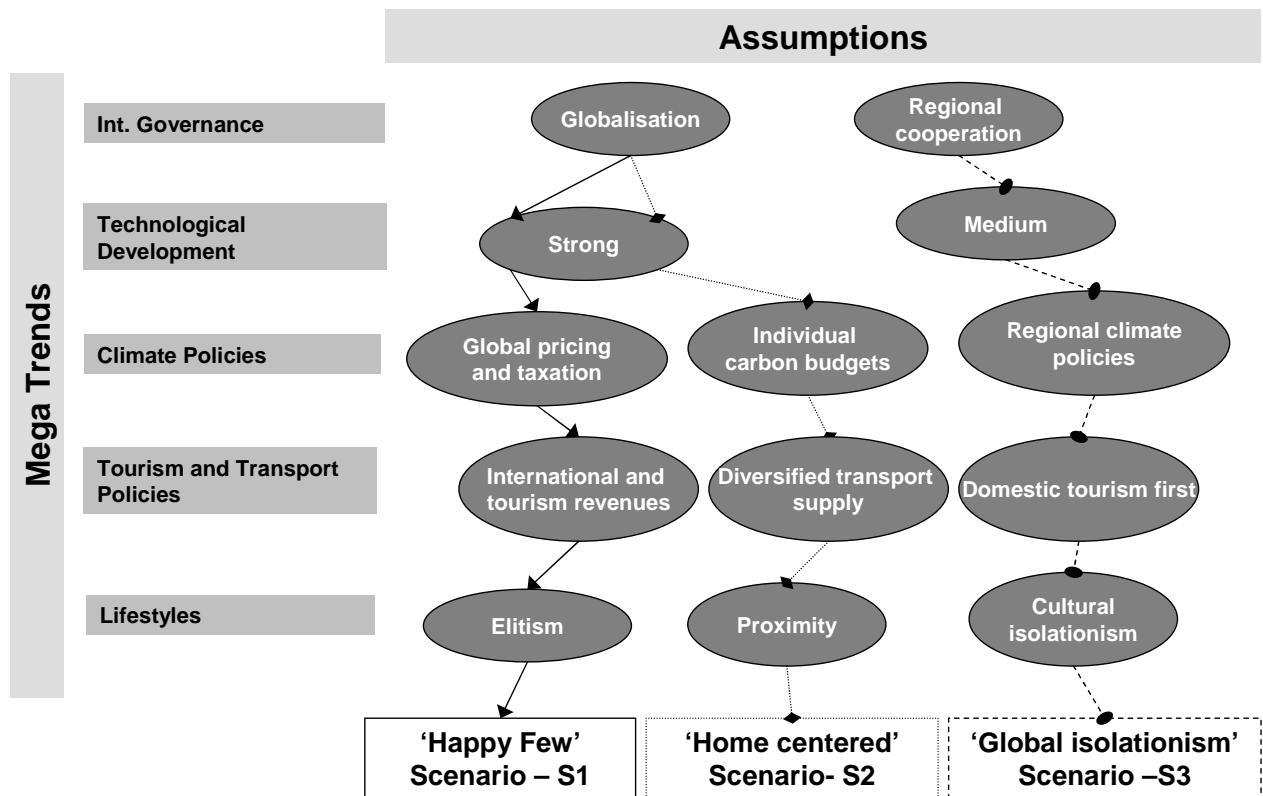 Assumptions
Mega Trends
Int. Governance
Globalisation
Regional
cooperation
Technological
Development
Strong
Medium
Climate Policies
Global pricing
and taxation
Individual
carbon budgets
Regional climate
policies
Tourism and Transport
Policies
International and
tourism revenues
Diversified transport
supply
Domestic tourism first
Lifestyles
Elitism
Proximity
Cultural
isolationism
‘Happy Few’
Scenario – S1
‘Home centered’
Scenario- S2
‘Global isolationism’
Scenario –S3